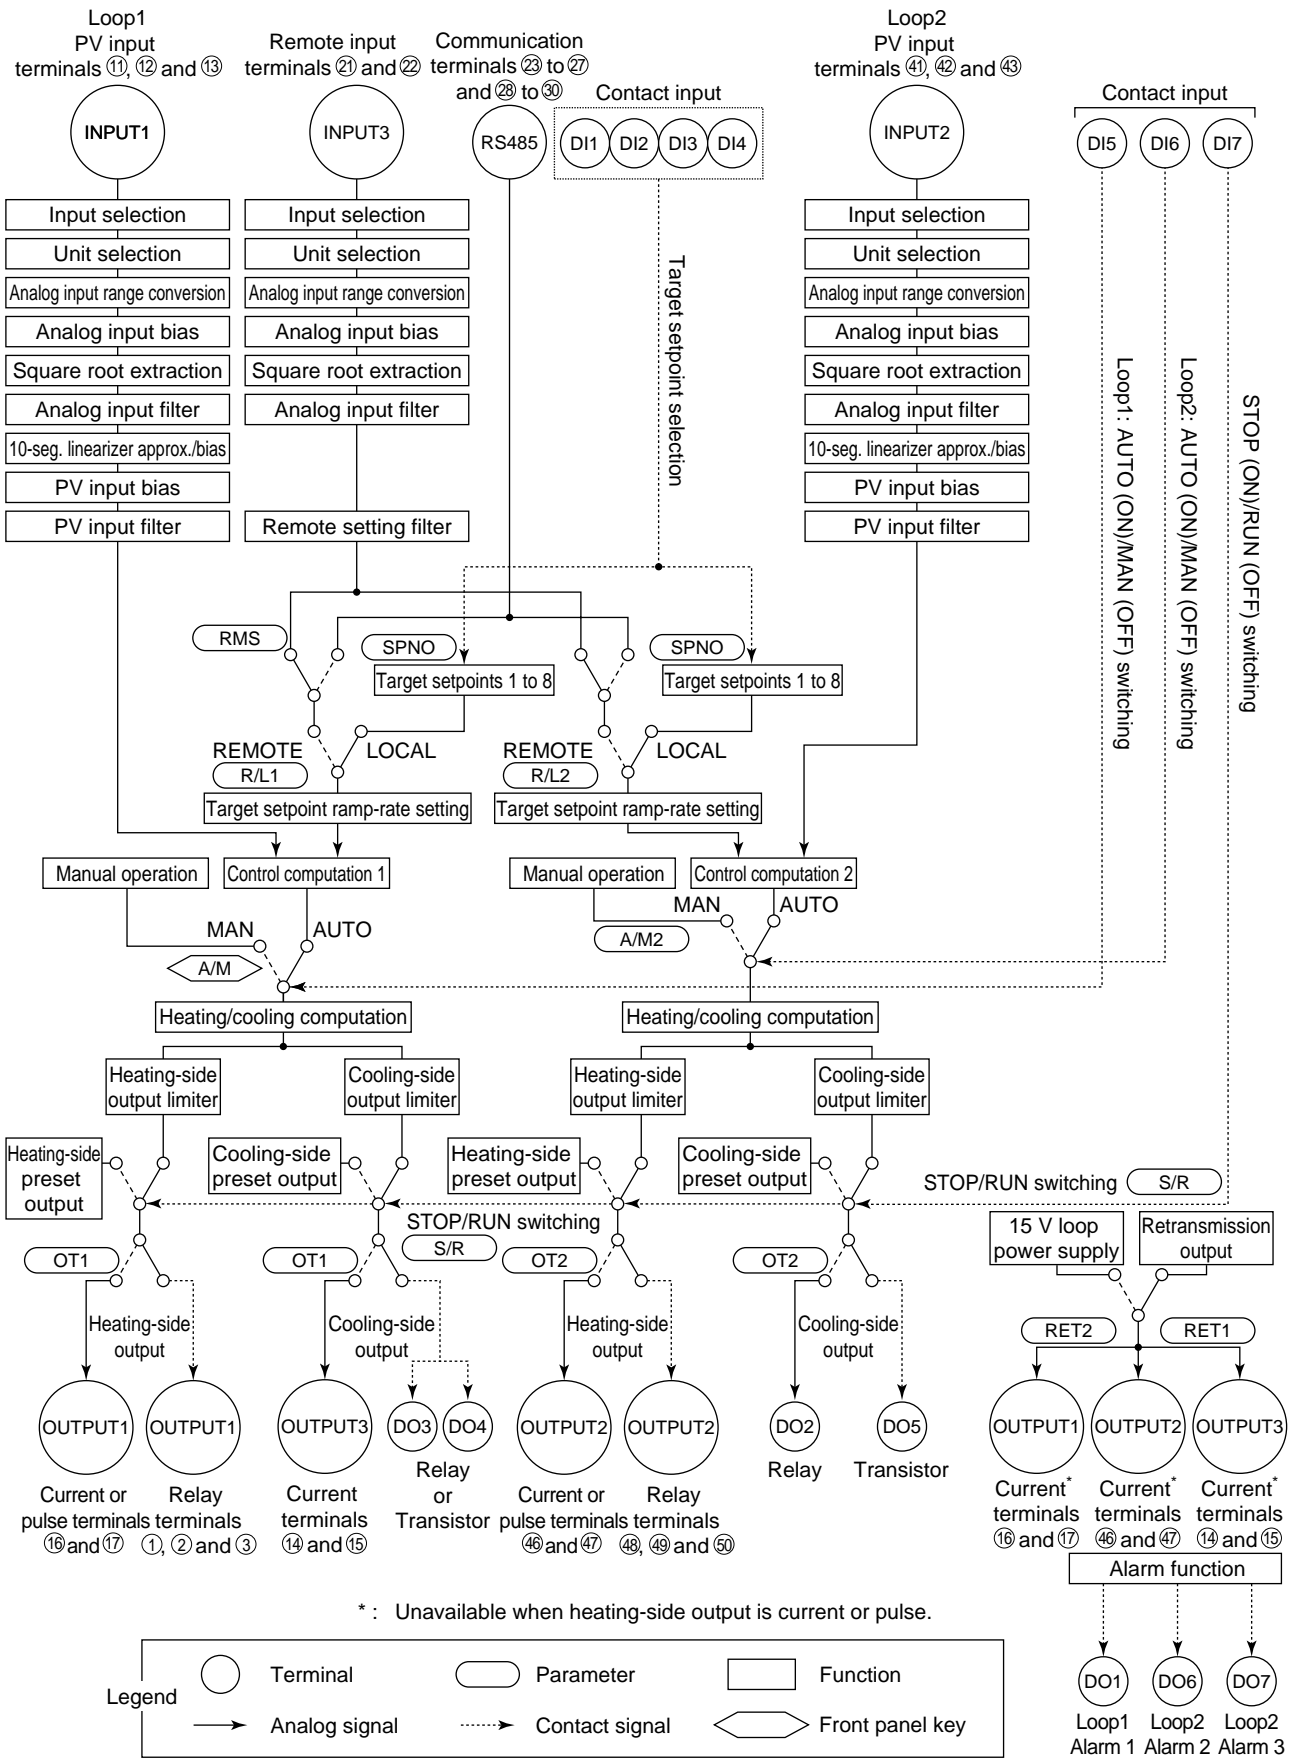 Loop1
PV input
terminals ⑪, ⑫ and ⑬
INPUT1
Remote input
terminals ㉑ and ㉒
INPUT3
Communication
terminals ㉓ to ㉗
and ㉘ to ㉚
RS485
Contact input
DI1 DI2 DI3 DI4
Loop2
PV input
terminals ㊶, ㊷ and ㊸
INPUT2
Contact input
DI5 DI6 DI7
Input selection
Unit selection
Analog input range conversion
Analog input bias
Square root extraction
Analog input filter
10-seg. linearizer approx./bias
PV input bias
PV input filter
Input selection
Unit selection
Analog input range conversion
Analog input bias
Square root extraction
Analog input filter
Remote setting filter
Target setpoint selection
Input selection
Unit selection
Analog input range conversion
Analog input bias
Square root extraction
Analog input filter
10-seg. linearizer approx./bias
PV input bias
PV input filter
Loop1: AUTO (ON)/MAN (OFF) switching
Loop2: AUTO (ON)/MAN (OFF) switching
STOP (ON)/RUN (OFF) switching
RMS
SPNO
Target setpoints 1 to 8
SPNO
Target setpoints 1 to 8
REMOTE
LOCAL
R/L1
REMOTE
LOCAL
R/L2
Target setpoint ramp-rate setting
Target setpoint ramp-rate setting
Manual operation
Control computation 1
Manual operation
Control computation 2
MAN
AUTO
A/M
MAN
AUTO
A/M2
Heating/cooling computation
Heating/cooling computation
Heating-side
output limiter
Cooling-side
output limiter
Heating-side
output limiter
Cooling-side
output limiter
Heating-side
preset
output
Cooling-side
preset output
Heating-side
preset output
Cooling-side
preset output
STOP/RUN switching
S/R
STOP/RUN switching
S/R
15 V loop
power supply
Retransmission
output
OT1
OT1
OT2
OT2
Heating-side
output
Cooling-side
output
Heating-side
output
Cooling-side
output
RET2
RET1
OUTPUT1
OUTPUT1
OUTPUT3
DO3
DO4
OUTPUT2
OUTPUT2
DO2
DO5
OUTPUT1
OUTPUT2
OUTPUT3
Current or
pulse terminals
⑯ and ⑰
Relay
terminals
①, ② and ③
Current
terminals
⑭ and ⑮
Relay
or
Transistor
Current or
pulse terminals
㊻ and ㊼
Relay
terminals
㊽, ㊾ and ㊿
Relay
Transistor
Current*
terminals
⑯ and ⑰
Current*
terminals
㊻ and ㊼
Current*
terminals
⑭ and ⑮
Alarm function
* : Unavailable when heating-side output is current or pulse.
Legend
Terminal
Parameter
Function
Analog signal
Contact signal
Front panel key
DO1
DO6
DO7
Loop1
Alarm 1
Loop2
Alarm 2
Loop2
Alarm 3